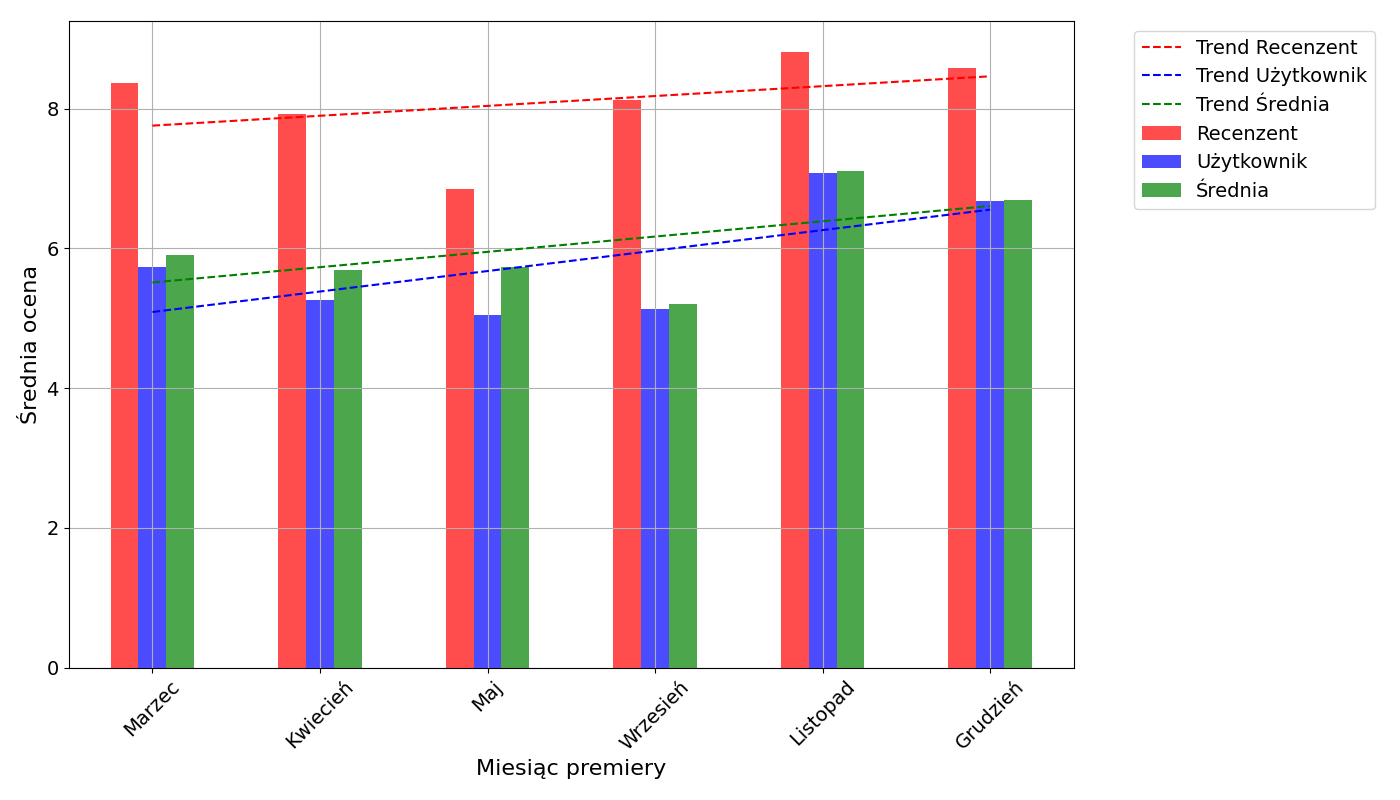 Trend Recenzent
Trend Użytkownik
Trend Średnia
Recenzent
Użytkownik
Średnia
Średnia ocena
8
6
4
2
0
Marzec
Kwiecień
Maj
Wrzesień
Listopad
Grudzień
Miesiąc premiery